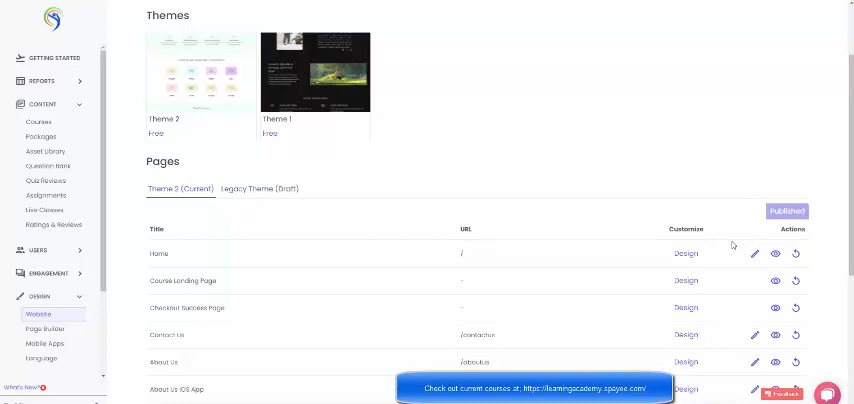 Themes
GETTING STARTED
REPORTS
CONTENT
Courses
Packages
Asset Library
Question Bank
Quiz Reviews
Assignments
Live Classes
Ratings & Reviews
USERS
ENGAGEMENT
DESIGN
Website
Page Builder
Mobile Apps
Language
What's New?
Theme 2
Free
Theme 1
Free
Pages
Theme 2 (Current) Legacy Theme (Draft)
Published
Title URL Customize Actions
Home / Design
Course Landing Page - Design
Checkout Success Page - Design
Contact Us /contactus Design
About Us /aboutus Design
About Us IOS App Design
Check out current courses at; https://learningacademy.spayee.com/
Feedback